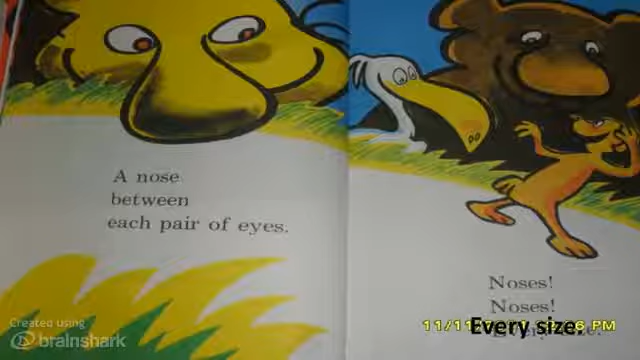 A nose
between
each pair of eyes.
Noses!
Noses!
Every size.
Created using
brainshark